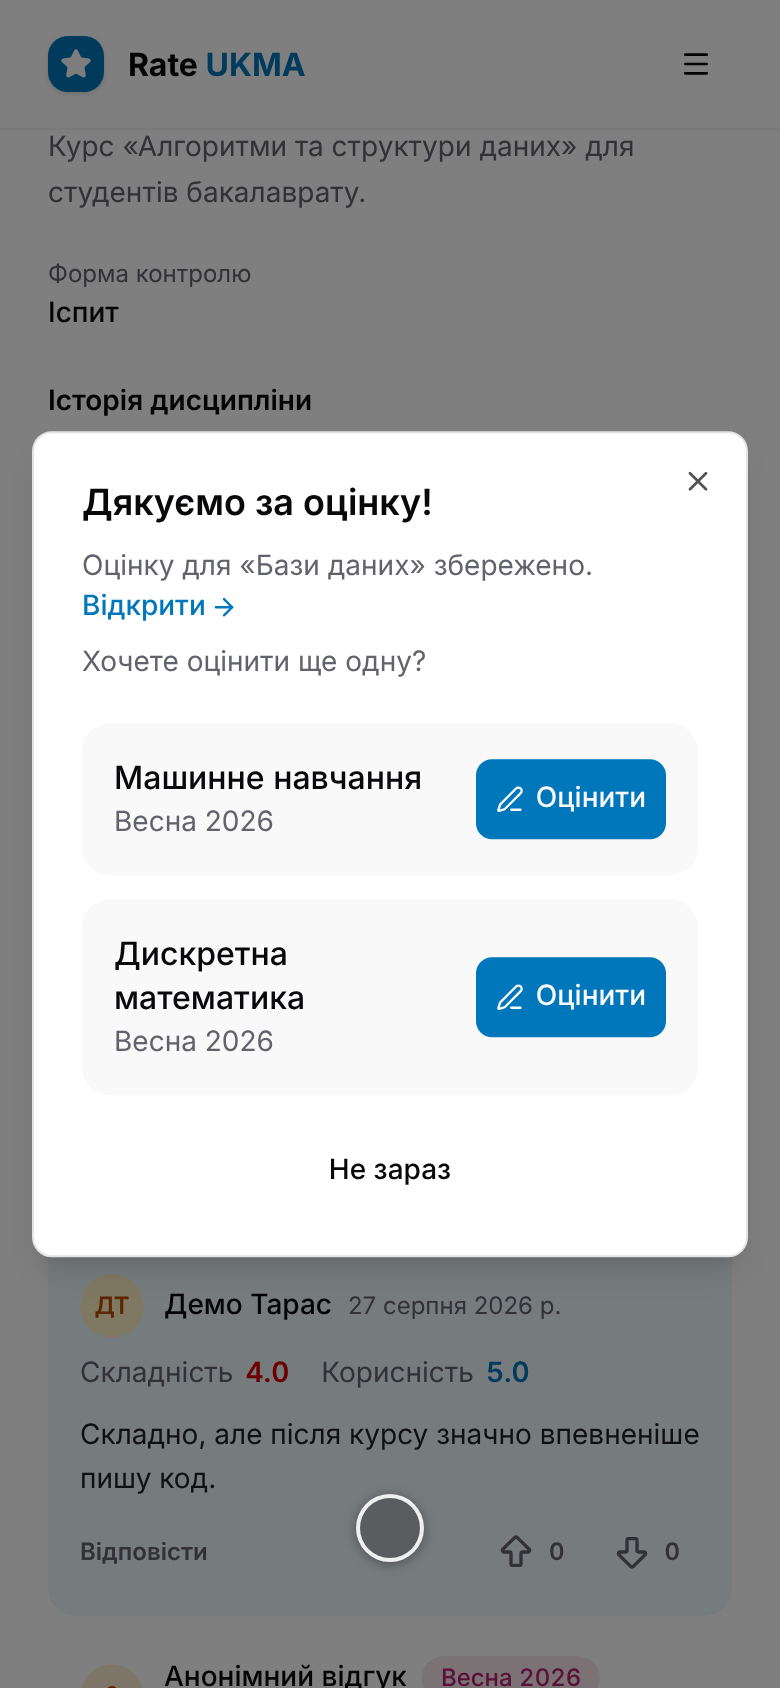 Rate UKMA
Курс «Алгоритми та структури даних» для
студентів бакалаврату.
Форма контролю
Іспит
Історія дисципліни
Дякуємо за оцінку!
Оцінку для «Бази даних» збережено.
Відкрити →
Хочете оцінити ще одну?
Машинне навчання
Весна 2026
Оцінити
Дискретна
математика
Весна 2026
Оцінити
Не зараз
ДТ Демо Тарас 27 серпня 2026 р.
Складність 4.0 Корисність 5.0
Складно, але після курсу значно впевненіше
пишу код.
Відповісти 0 0
Анонімний відгук Весна 2026